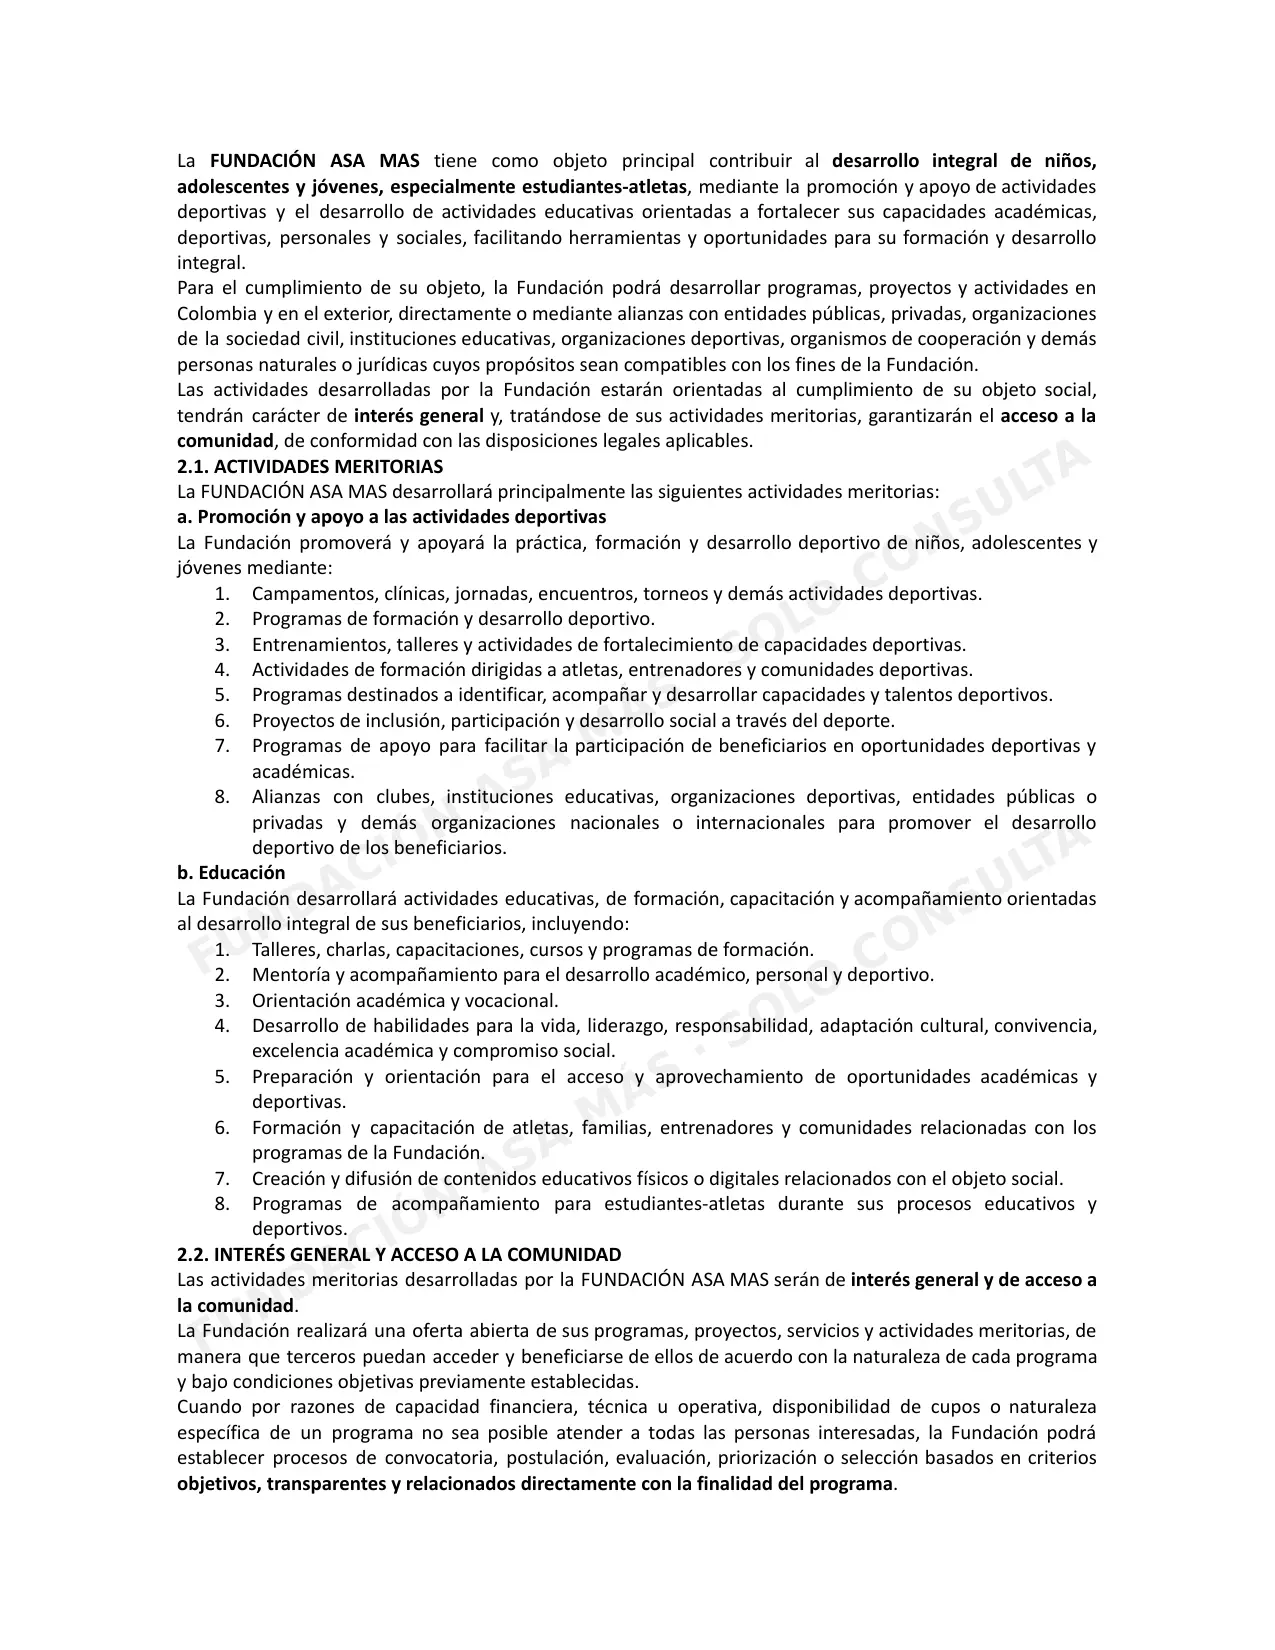 La FUNDACIÓN ASA MAS tiene como objeto principal contribuir al desarrollo integral de niños,
adolescentes y jóvenes, especialmente estudiantes-atletas, mediante la promoción y apoyo de actividades
deportivas y el desarrollo de actividades educativas orientadas a fortalecer sus capacidades académicas,
deportivas, personales y sociales, facilitando herramientas y oportunidades para su formación y desarrollo
integral.
Para el cumplimiento de su objeto, la Fundación podrá desarrollar programas, proyectos y actividades en
Colombia y en el exterior, directamente o mediante alianzas con entidades públicas, privadas, organizaciones
de la sociedad civil, instituciones educativas, organizaciones deportivas, organismos de cooperación y demás
personas naturales o jurídicas cuyos propósitos sean compatibles con los fines de la Fundación.
Las actividades desarrolladas por la Fundación estarán orientadas al cumplimiento de su objeto social,
tendrán carácter de interés general y, tratándose de sus actividades meritorias, garantizarán el acceso a la
comunidad, de conformidad con las disposiciones legales aplicables.
2.1. ACTIVIDADES MERITORIAS
La FUNDACIÓN ASA MAS desarrollará principalmente las siguientes actividades meritorias:
a. Promoción y apoyo a las actividades deportivas
La Fundación promoverá y apoyará la práctica, formación y desarrollo deportivo de niños, adolescentes y
jóvenes mediante:
1. Campamentos, clínicas, jornadas, encuentros, torneos y demás actividades deportivas.
2. Programas de formación y desarrollo deportivo.
3. Entrenamientos, talleres y actividades de fortalecimiento de capacidades deportivas.
4. Actividades de formación dirigidas a atletas, entrenadores y comunidades deportivas.
5. Programas destinados a identificar, acompañar y desarrollar capacidades y talentos deportivos.
6. Proyectos de inclusión, participación y desarrollo social a través del deporte.
7. Programas de apoyo para facilitar la participación de beneficiarios en oportunidades deportivas y
académicas.
8. Alianzas con clubes, instituciones educativas, organizaciones deportivas, entidades públicas o
privadas y demás organizaciones nacionales o internacionales para promover el desarrollo
deportivo de los beneficiarios.
b. Educación
La Fundación desarrollará actividades educativas, de formación, capacitación y acompañamiento orientadas
al desarrollo integral de sus beneficiarios, incluyendo:
1. Talleres, charlas, capacitaciones, cursos y programas de formación.
2. Mentoría y acompañamiento para el desarrollo académico, personal y deportivo.
3. Orientación académica y vocacional.
4. Desarrollo de habilidades para la vida, liderazgo, responsabilidad, adaptación cultural, convivencia,
excelencia académica y compromiso social.
5. Preparación y orientación para el acceso y aprovechamiento de oportunidades académicas y
deportivas.
6. Formación y capacitación de atletas, familias, entrenadores y comunidades relacionadas con los
programas de la Fundación.
7. Creación y difusión de contenidos educativos físicos o digitales relacionados con el objeto social.
8. Programas de acompañamiento para estudiantes-atletas durante sus procesos educativos y
deportivos.
2.2. INTERÉS GENERAL Y ACCESO A LA COMUNIDAD
Las actividades meritorias desarrolladas por la FUNDACIÓN ASA MAS serán de interés general y de acceso a
la comunidad.
La Fundación realizará una oferta abierta de sus programas, proyectos, servicios y actividades meritorias, de
manera que terceros puedan acceder y beneficiarse de ellos de acuerdo con la naturaleza de cada programa
y bajo condiciones objetivas previamente establecidas.
Cuando por razones de capacidad financiera, técnica u operativa, disponibilidad de cupos o naturaleza
específica de un programa no sea posible atender a todas las personas interesadas, la Fundación podrá
establecer procesos de convocatoria, postulación, evaluación, priorización o selección basados en criterios
objetivos, transparentes y relacionados directamente con la finalidad del programa.
FUNDACIÓN ASA MÁS · SOLO CONSULTA
FUNDACIÓN ASA MÁS · SOLO CONSULTA